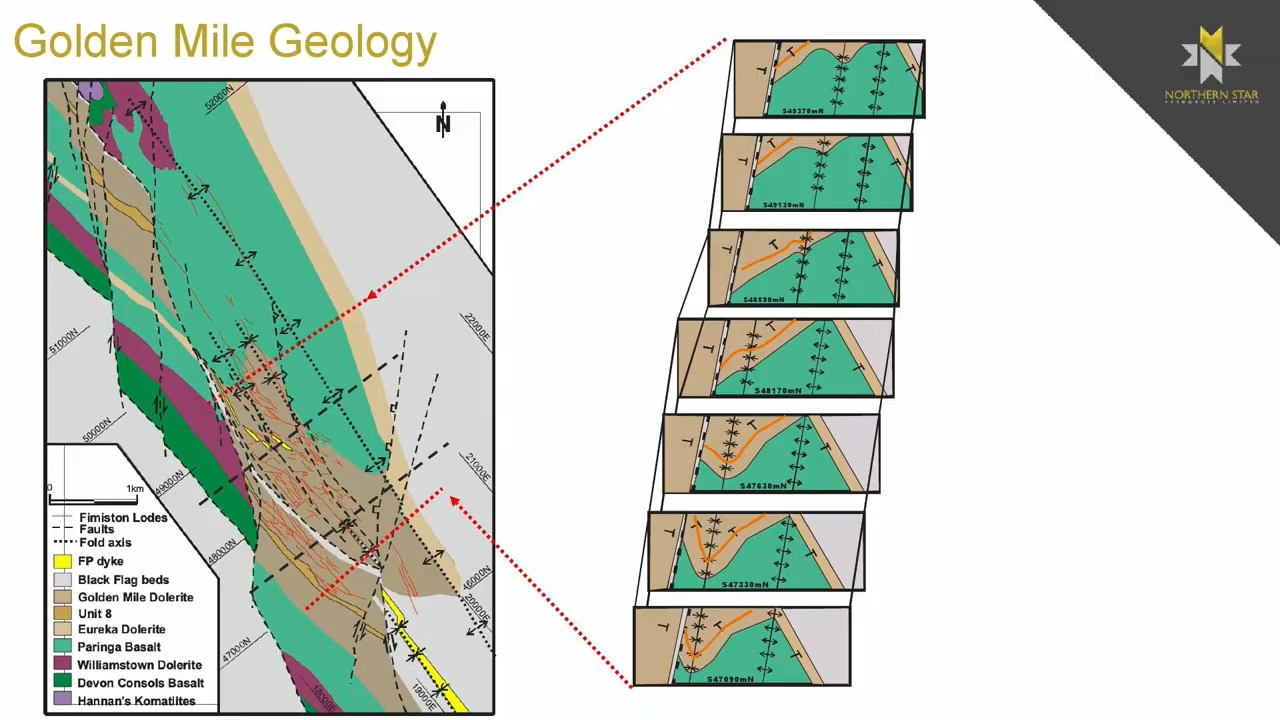 Golden Mile Geology
NORTHERN STAR
RESOURCES LIMITED
52000N
N
51000N
22000E
50000N
49000N
21000E
48000N
46000N
20000E
47000N
19000E
18000E
0
1km
Fimiston Lodes
Faults
Fold axis
FP dyke
Black Flag beds
Golden Mile Dolerite
Unit 8
Eureka Dolerite
Paringa Basalt
Williamstown Dolerite
Devon Consols Basalt
Hannan's Komatiites
S49370mN
S49130mN
S48590mN
S48170mN
S47630mN
S47330mN
S47090mN